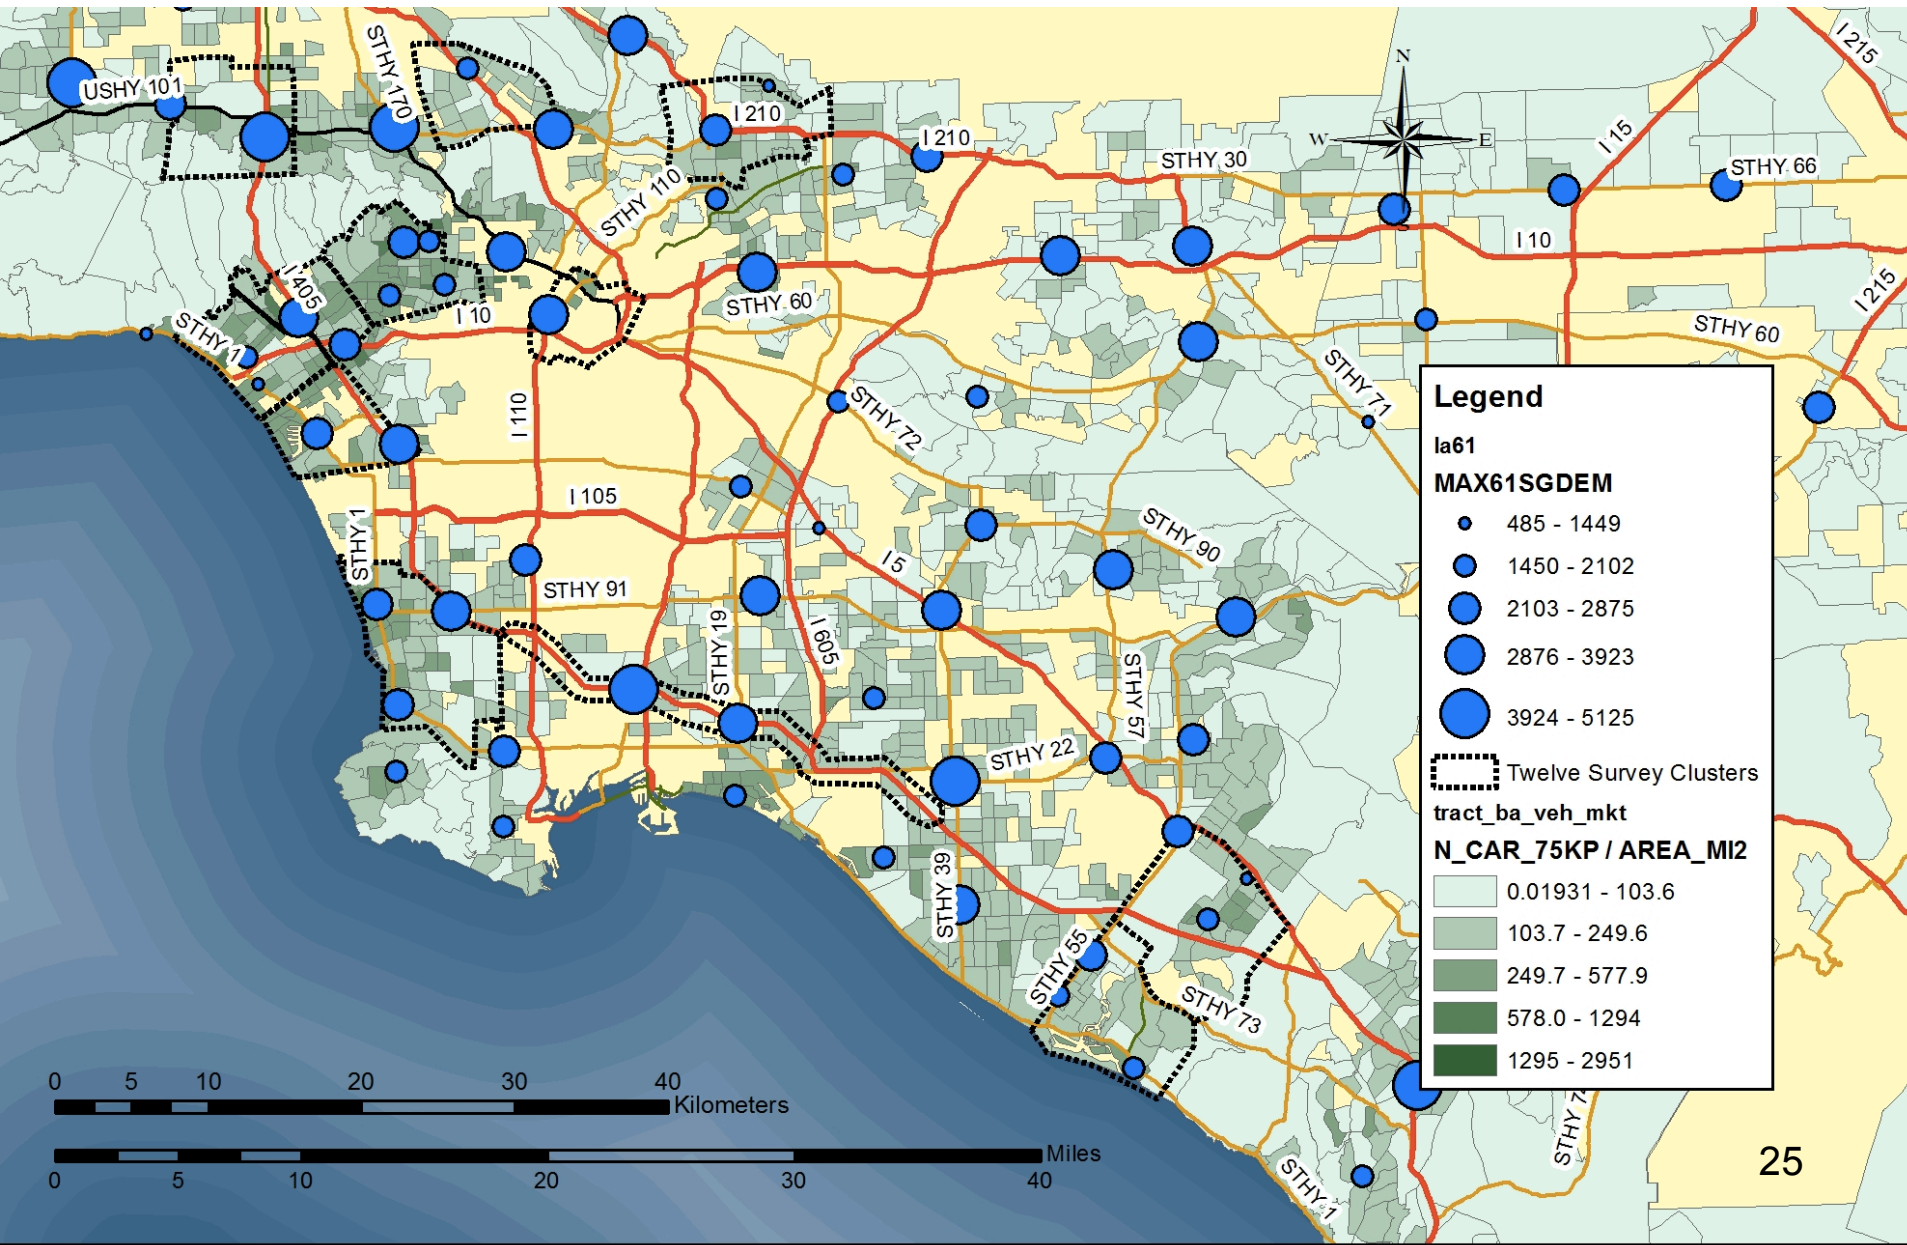 I 215
STHY 170
USHY 101
I 210
I 210
N
W
E
S
STHY 30
I 15
STHY 66
STHY 110
I 405
I 10
I 10
I 215
STHY 60
STHY 1
STHY 60
STHY 71
STHY 72
I 110
I 105
STHY 1
STHY 90
I 5
STHY 91
STHY 19
I 605
STHY 57
STHY 22
STHY 39
STHY 55
STHY 73
STHY 74
STHY 1
Legend
la61
MAX61SGDEM
485 - 1449
1450 - 2102
2103 - 2875
2876 - 3923
3924 - 5125
Twelve Survey Clusters
tract_ba_veh_mkt
N_CAR_75KP / AREA_MI2
0.01931 - 103.6
103.7 - 249.6
249.7 - 577.9
578.0 - 1294
1295 - 2951
0 5 10 20 30 40
Kilometers
Miles
0 5 10 20 30 40
25